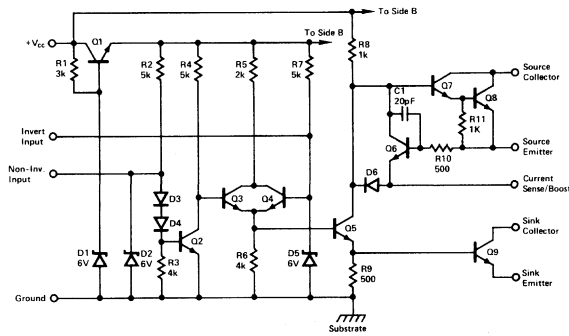 To Side B
To Side B
+Vcc
Q1
R1
3k
R2
5k
R4
5k
R5
2k
R7
5k
R8
1k
Source
Collector
Q7
Q8
C1
20pF
R11
1K
Invert
Input
Q6
R10
500
Source
Emitter
Non-Inv.
Input
D3
D6
Current
Sense/Boost
D4
Q3
Q4
Q2
Q5
Sink
Collector
D1
6V
D2
6V
R3
4k
R6
4k
D5
6V
R9
500
Q9
Sink
Emitter
Ground
Substrate